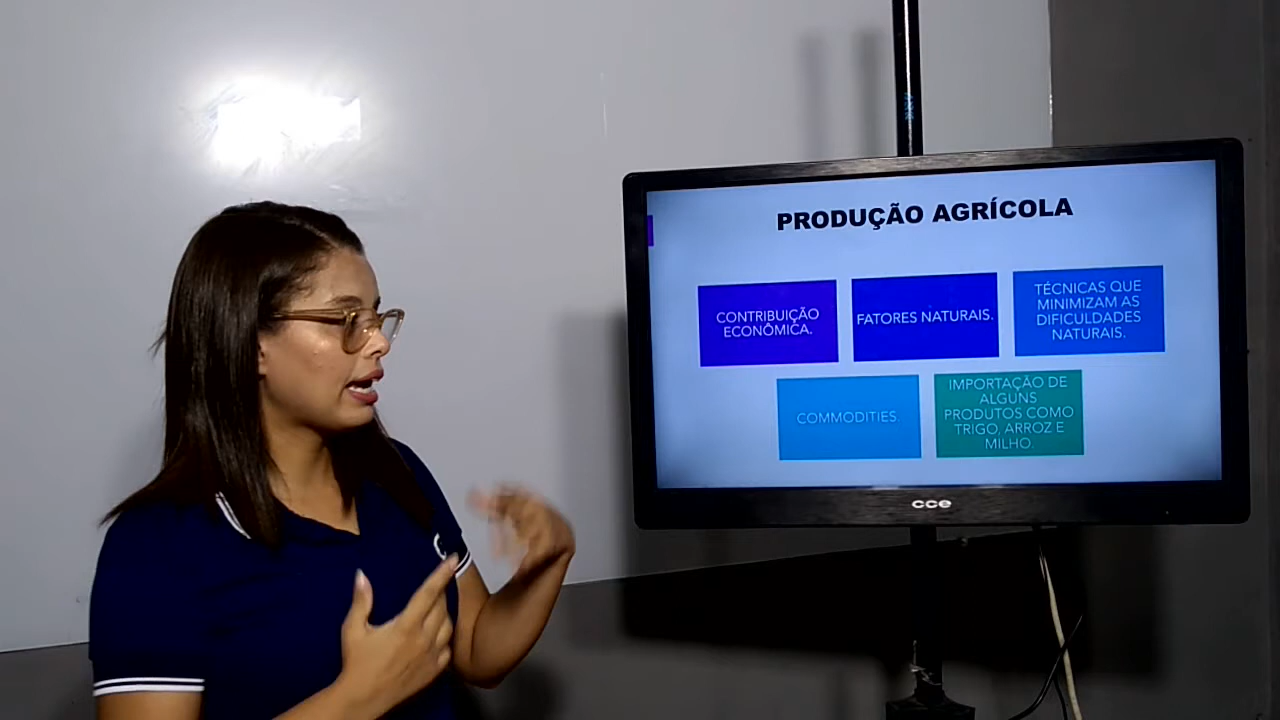 PRODUÇÃO AGRÍCOLA
CONTRIBUIÇÃO
ECONÔMICA.
FATORES NATURAIS.
TÉCNICAS QUE
MINIMIZAM AS
DIFICULDADES
NATURAIS.
COMMODITIES.
IMPORTAÇÃO DE
ALGUNS
PRODUTOS COMO
TRIGO, ARROZ E
MILHO.
cce